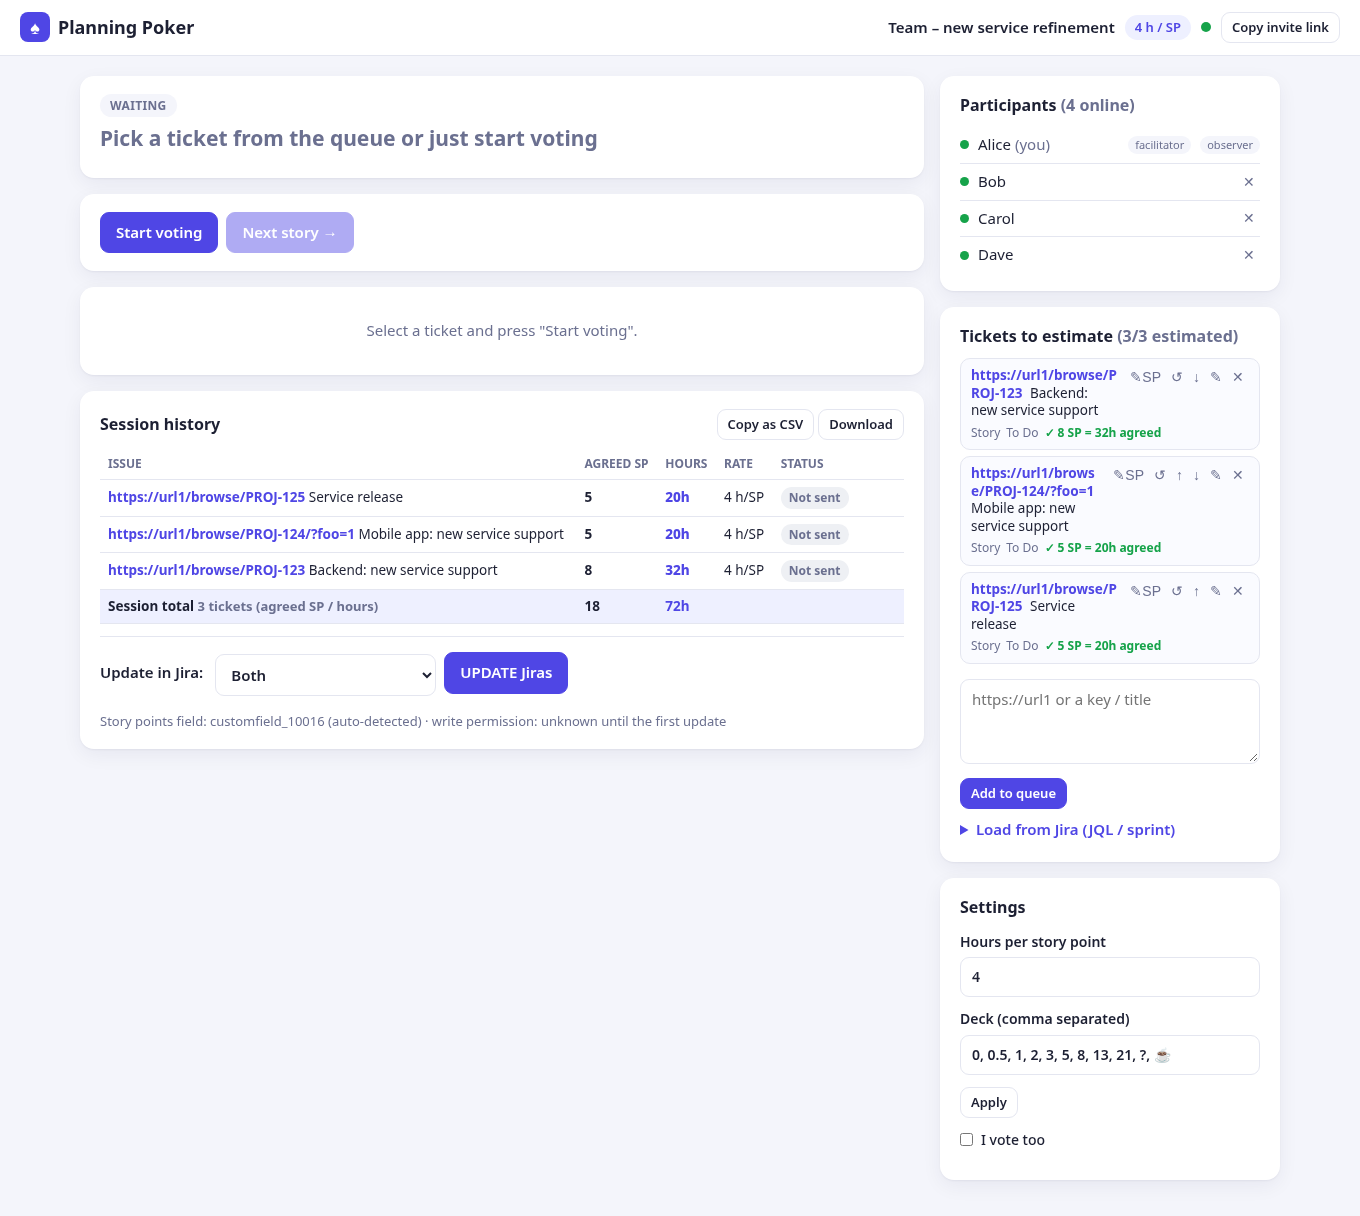 ♠ Planning Poker
Team – new service refinement 4 h / SP Copy invite link
WAITING
Pick a ticket from the queue or just start voting
Start voting Next story →
Select a ticket and press "Start voting".
Session history Copy as CSV Download
ISSUE AGREED SP HOURS RATE STATUS
https://url1/browse/PROJ-125 Service release 5 20h 4 h/SP Not sent
https://url1/browse/PROJ-124/?foo=1 Mobile app: new service support 5 20h 4 h/SP Not sent
https://url1/browse/PROJ-123 Backend: new service support 8 32h 4 h/SP Not sent
Session total 3 tickets (agreed SP / hours) 18 72h
Update in Jira: Both UPDATE Jiras
Story points field: customfield_10016 (auto-detected) · write permission: unknown until the first update
Participants (4 online)
Alice (you) facilitator observer
Bob ✕
Carol ✕
Dave ✕
Tickets to estimate (3/3 estimated)
https://url1/browse/P ✎SP ↺ ↓ ✎ ✕
ROJ-123 Backend:
new service support
Story To Do ✓ 8 SP = 32h agreed
https://url1/brows ✎SP ↺ ↑ ↓ ✎ ✕
e/PROJ-124/?foo=1
Mobile app: new
service support
Story To Do ✓ 5 SP = 20h agreed
https://url1/browse/P ✎SP ↺ ↑ ✎ ✕
ROJ-125 Service
release
Story To Do ✓ 5 SP = 20h agreed
https://url1 or a key / title
Add to queue
▶ Load from Jira (JQL / sprint)
Settings
Hours per story point
4
Deck (comma separated)
0, 0.5, 1, 2, 3, 5, 8, 13, 21, ?, ☕
Apply
I vote too